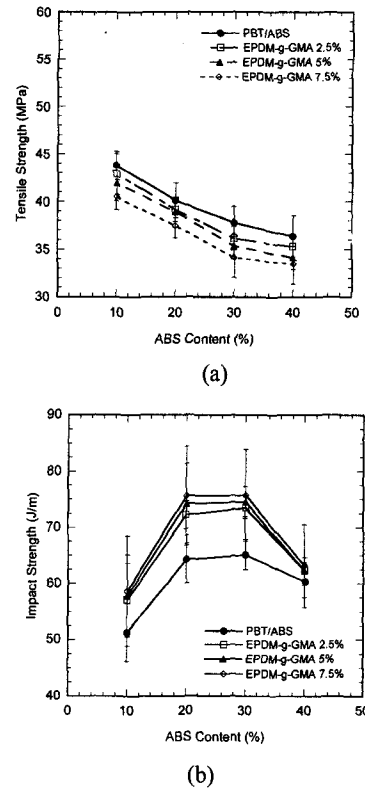 60
55
50
45
40
35
30
Tensile Strength (MPa)
PBT/ABS
EPDM-g-GMA 2.5%
EPDM-g-GMA 5%
EPDM-g-GMA 7.5%
0 10 20 30 40 50
ABS Content (%)
(a)
90
80
70
60
50
40
Impact Strength (J/m)
PBT/ABS
EPDM-g-GMA 2.5%
EPDM-g-GMA 5%
EPDM-g-GMA 7.5%
0 10 20 30 40 50
ABS Content (%)
(b)